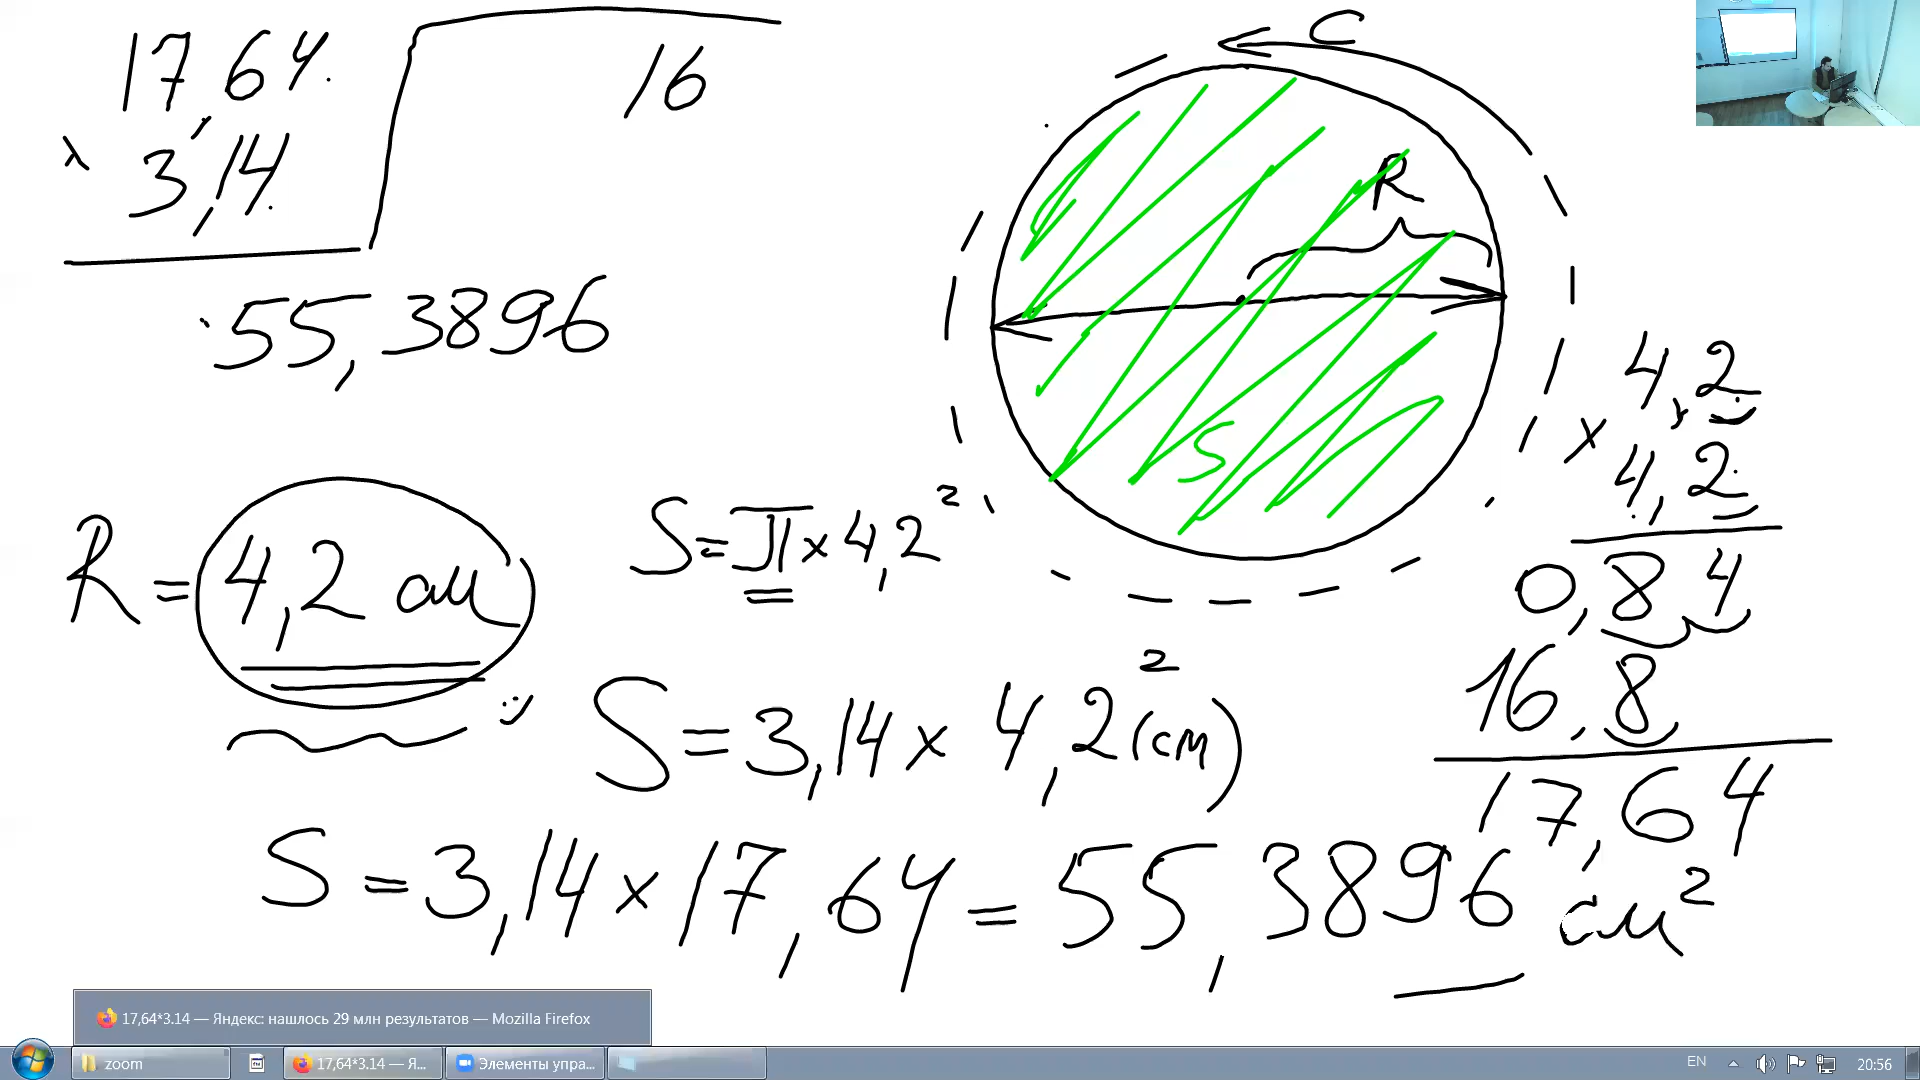 17,64
x 3,14
16
55,3896
C
R
S
4,2
x 4,2
0,84
16,8
17,64
R = 4,2 см
S = π x 4,2²
S = 3,14 x 4,2² (см)
S = 3,14 x 17,64 = 55,3896 см²
17,64*3.14 — Яндекс: нашлось 29 млн результатов — Mozilla Firefox
zoom
17,64*3.14 — Я...
Элементы упра...
EN
20:56